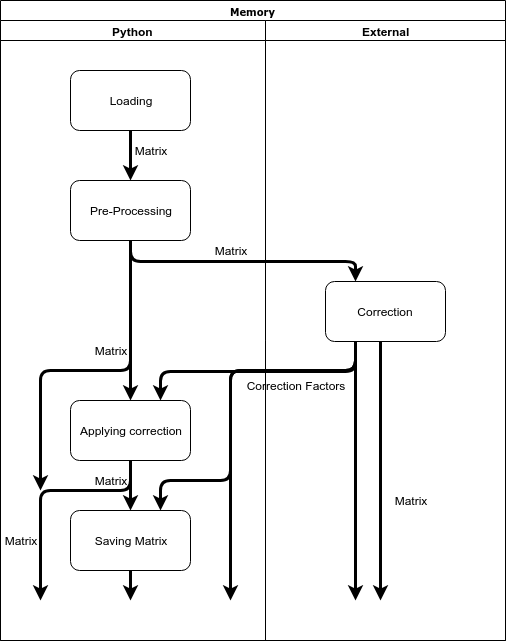 Memory
Python
External
Loading
Matrix
Pre-Processing
Matrix
Correction
Matrix
Correction Factors
Applying correction
Matrix
Matrix
Saving Matrix
Matrix